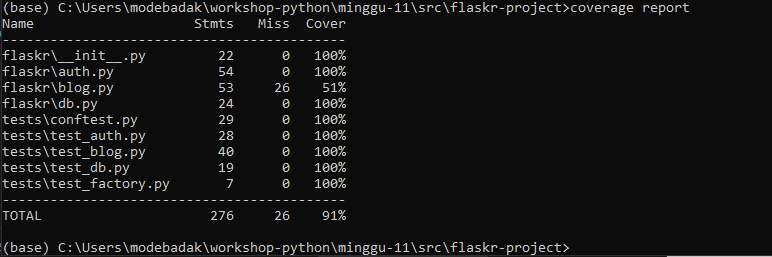 (base) C:\Users\modebadak\workshop-python\minggu-11\src\flaskr-project>coverage report
Name                    Stmts   Miss  Cover
-------------------------------------------
flaskr\__init__.py         22      0   100%
flaskr\auth.py             54      0   100%
flaskr\blog.py             53     26    51%
flaskr\db.py               24      0   100%
tests\conftest.py          29      0   100%
tests\test_auth.py         28      0   100%
tests\test_blog.py         40      0   100%
tests\test_db.py           19      0   100%
tests\test_factory.py       7      0   100%
-------------------------------------------
TOTAL                     276     26    91%
(base) C:\Users\modebadak\workshop-python\minggu-11\src\flaskr-project>